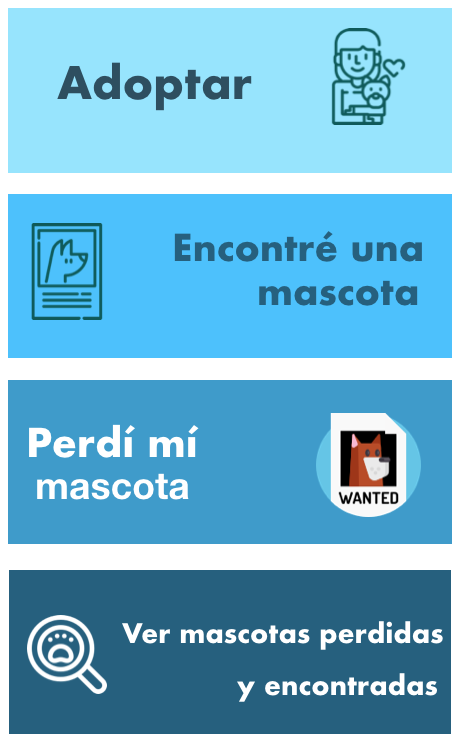 Adoptar
Encontré una
mascota
Perdí mí
mascota
WANTED
Ver mascotas perdidas
y encontradas